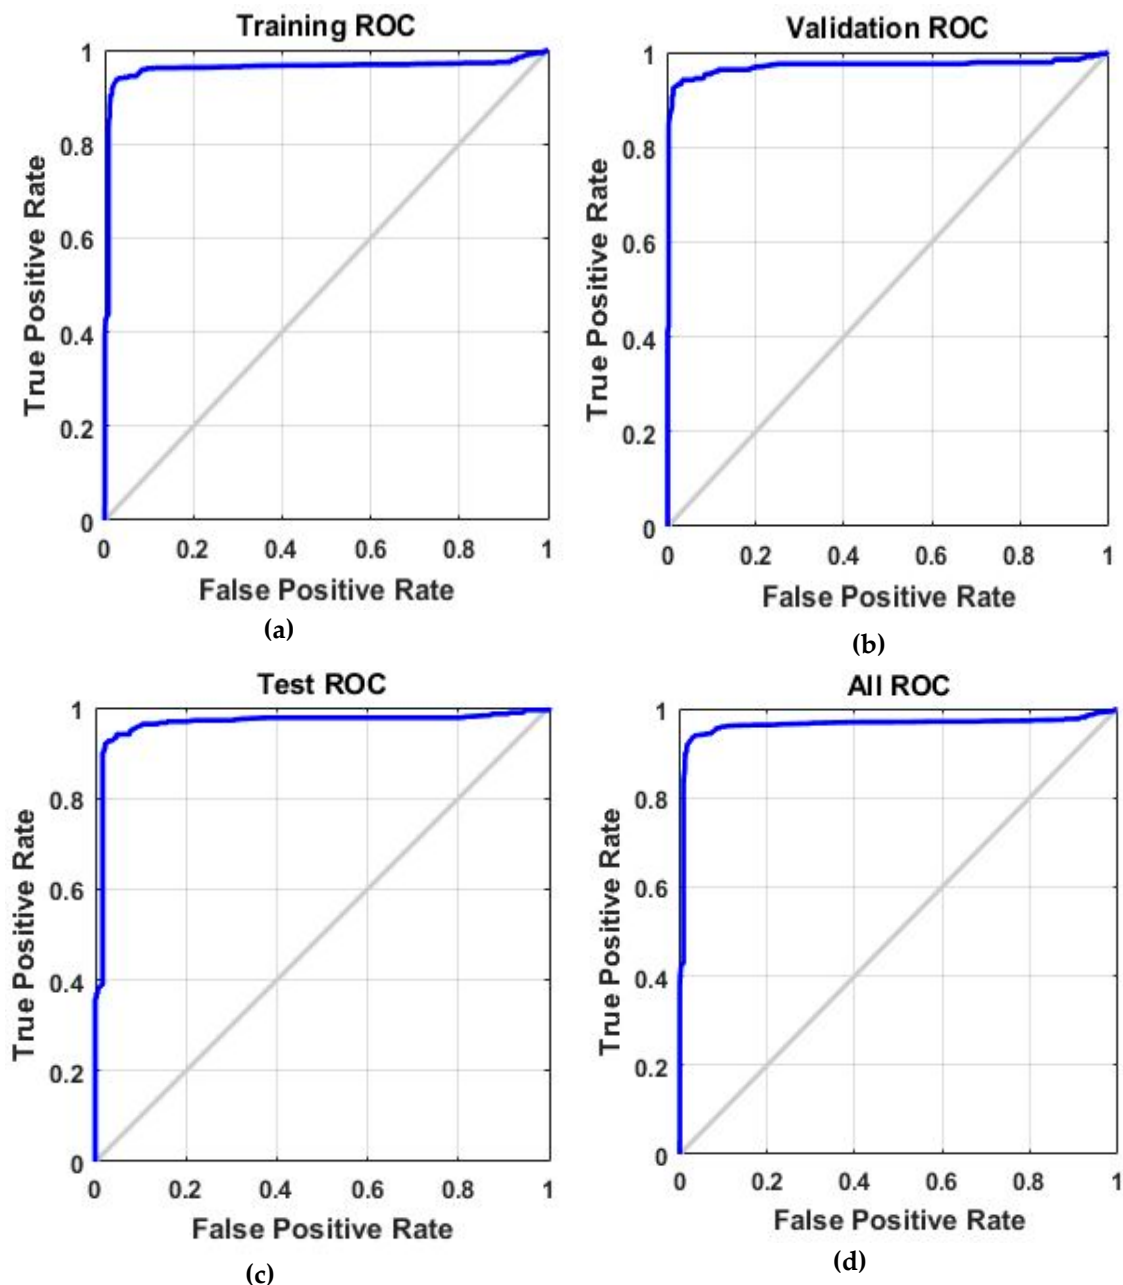 Training ROC
1
0.8
0.6
0.4
0.2
0
True Positive Rate
0 0.2 0.4 0.6 0.8 1
False Positive Rate
(a)
Validation ROC
1
0.8
0.6
0.4
0.2
0
True Positive Rate
0 0.2 0.4 0.6 0.8 1
False Positive Rate
(b)
Test ROC
1
0.8
0.6
0.4
0.2
0
True Positive Rate
0 0.2 0.4 0.6 0.8 1
False Positive Rate
(c)
All ROC
1
0.8
0.6
0.4
0.2
0
True Positive Rate
0 0.2 0.4 0.6 0.8 1
False Positive Rate
(d)